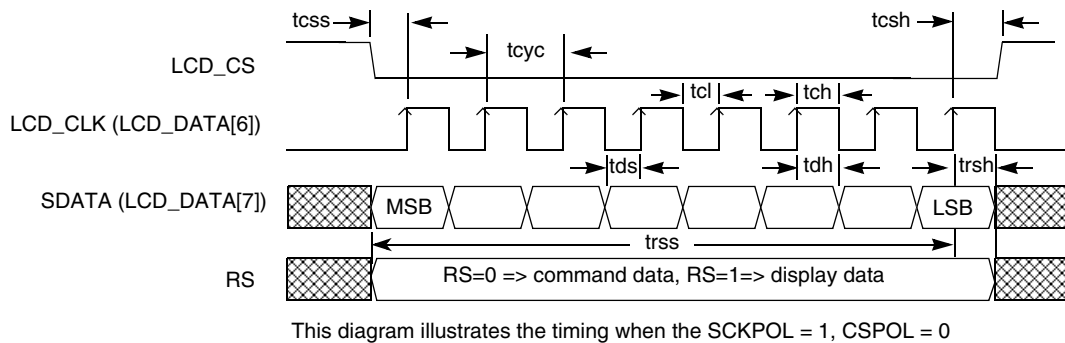 tcss
tcsh
tcyc
LCD_CS
tcl
tch
LCD_CLK (LCD_DATA[6])
tds
tdh
trsh
SDATA (LCD_DATA[7])
MSB
LSB
trss
RS
RS=0 => command data, RS=1=> display data
This diagram illustrates the timing when the SCKPOL = 1, CSPOL = 0